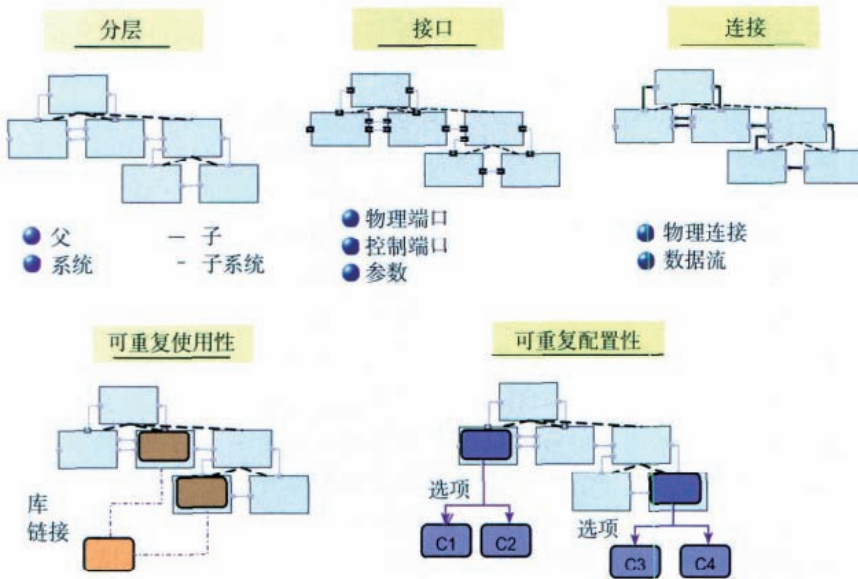 分层
接口
连接
父 — 子
系统 - 子系统
物理端口
控制端口
参数
物理连接
数据流
可重复使用性
可重复配置性
库
链接
选项
C1
C2
选项
C3
C4